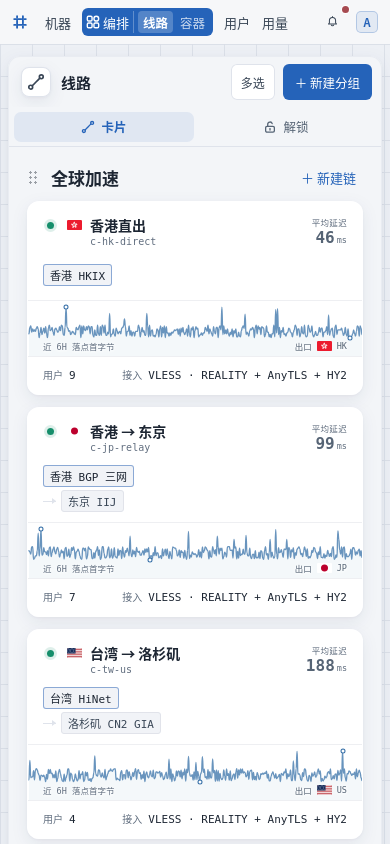 机器 编排 线路 容器 用户 用量 A
线路 多选 + 新建分组
卡片 解锁
全球加速 + 新建链
香港直出 平均延迟
c-hk-direct 46 ms
香港 HKIX
近 6H 落点首字节 出口 HK
用户 9 接入 VLESS · REALITY + AnyTLS + HY2
香港 → 东京 平均延迟
c-jp-relay 99 ms
香港 BGP 三网
东京 IIJ
近 6H 落点首字节 出口 JP
用户 7 接入 VLESS · REALITY + AnyTLS + HY2
台湾 → 洛杉矶 平均延迟
c-tw-us 188 ms
台湾 HiNet
洛杉矶 CN2 GIA
近 6H 落点首字节 出口 US
用户 4 接入 VLESS · REALITY + AnyTLS + HY2